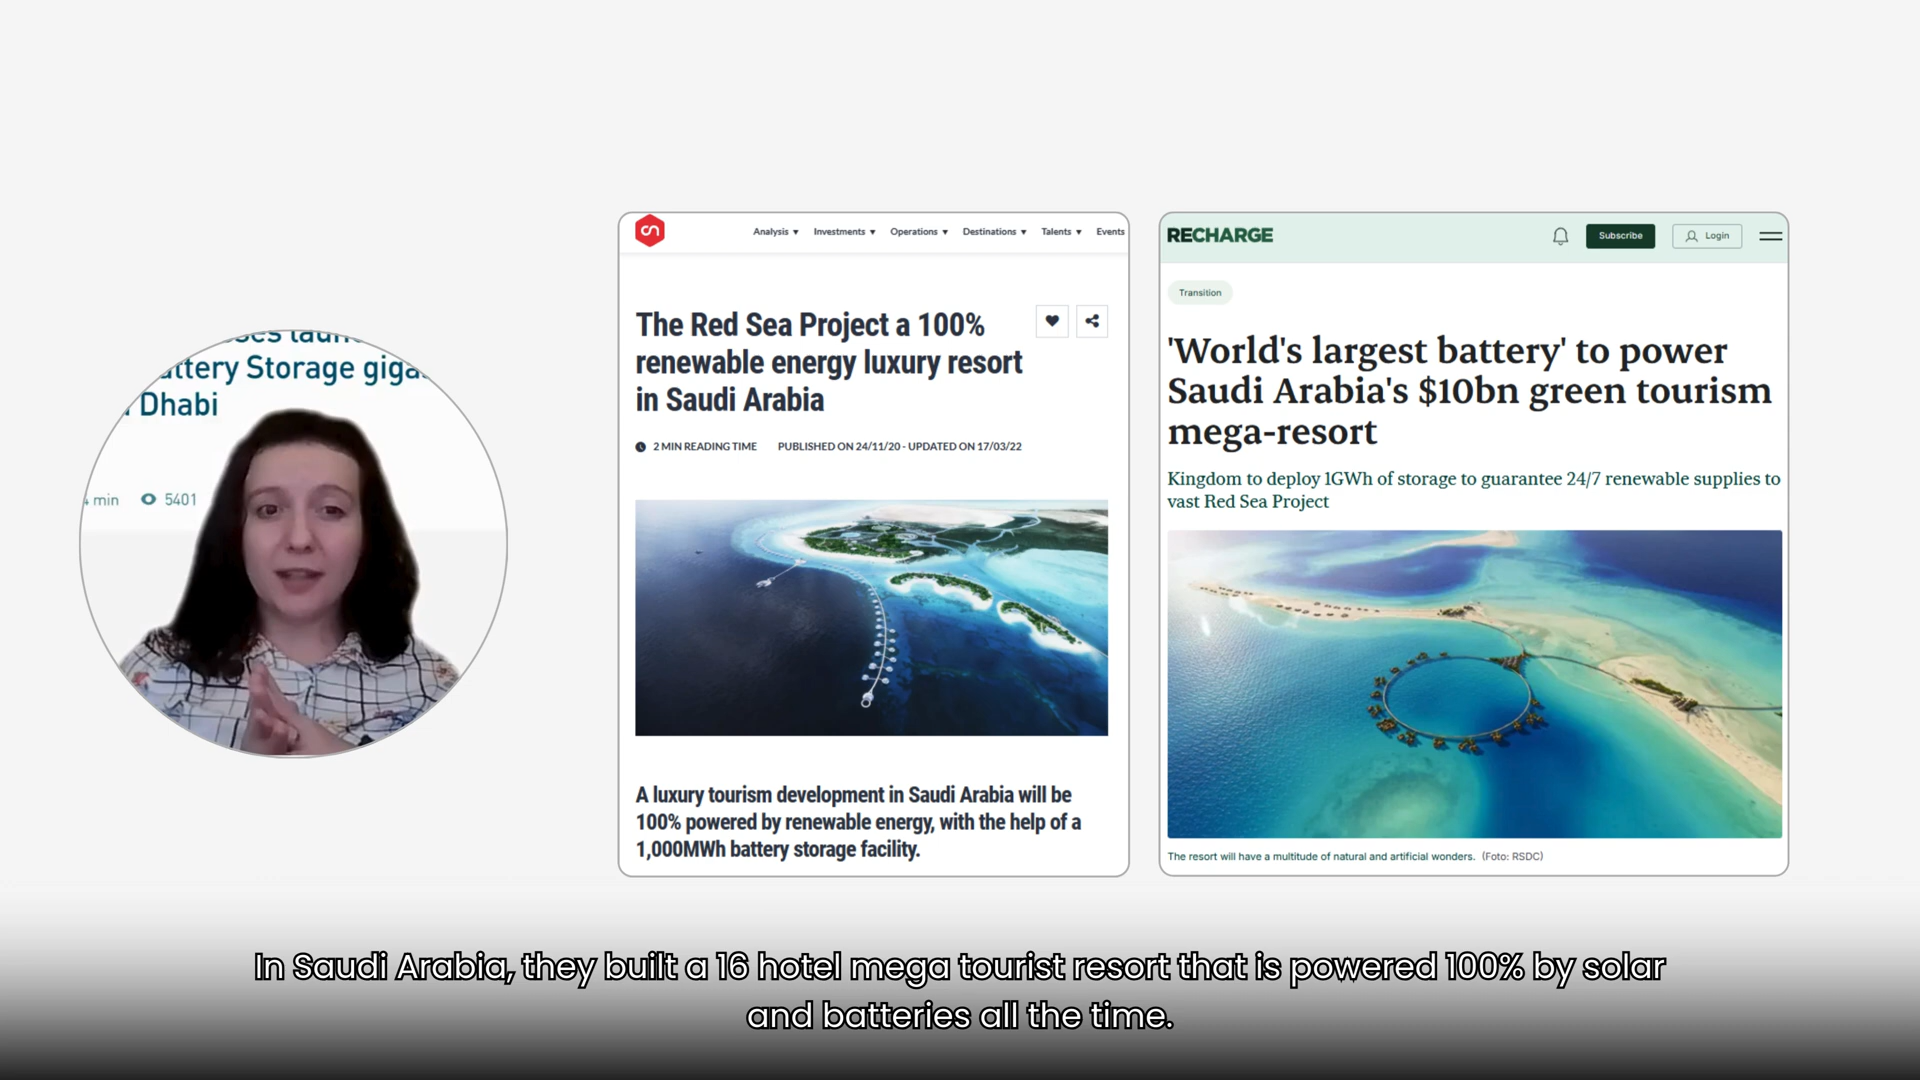 attery Storage giga
Dhabi
min 5401
Analysis Investments Operations Destinations Talents Events
The Red Sea Project a 100%
renewable energy luxury resort
in Saudi Arabia
2 MIN READING TIME PUBLISHED ON 24/11/20 - UPDATED ON 17/03/22
A luxury tourism development in Saudi Arabia will be
100% powered by renewable energy, with the help of a
1,000MWh battery storage facility.
RECHARGE Subscribe Login
Transition
'World's largest battery' to power
Saudi Arabia's $10bn green tourism
mega-resort
Kingdom to deploy 1GWh of storage to guarantee 24/7 renewable supplies to
vast Red Sea Project
The resort will have a multitude of natural and artificial wonders. (Foto: RSDC)
In Saudi Arabia, they built a 16 hotel mega tourist resort that is powered 100% by solar
and batteries all the time.